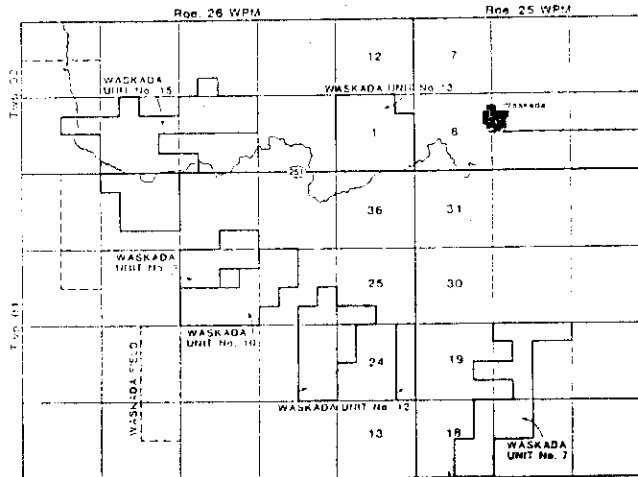 Rge. 26 WPM
Rge. 25 WPM
12
7
WASKADA
UNIT No. 15
WASKADA UNIT No. 13
Waskada
1
6
251
36
31
WASKADA
25
30
WASKADA
UNIT No. 10
19
24
WASKADA FIELD
WASKADA UNIT No. 12
13
18
WASKADA
UNIT No. 7